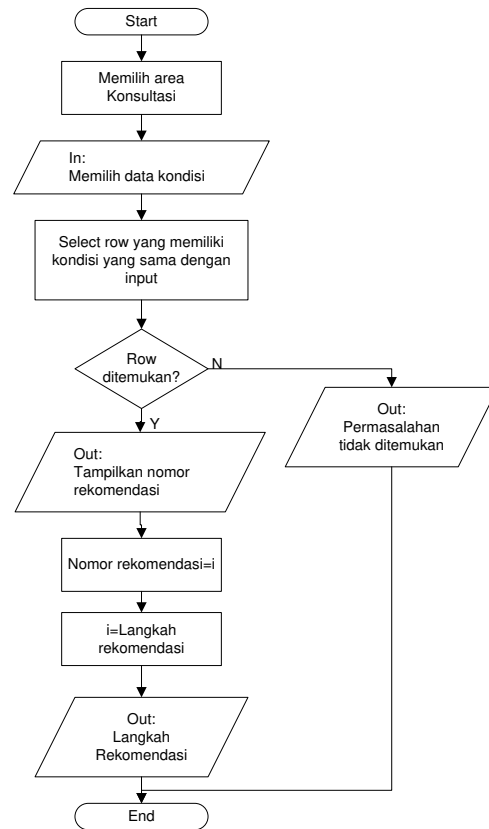 Start
Memilih area
Konsultasi
In:
Memilih data kondisi
Select row yang memiliki
kondisi yang sama dengan
input
Row
ditemukan?
N
Y
Out:
Permasalahan
tidak ditemukan
Out:
Tampilkan nomor
rekomendasi
Nomor rekomendasi=i
i=Langkah
rekomendasi
Out:
Langkah
Rekomendasi
End